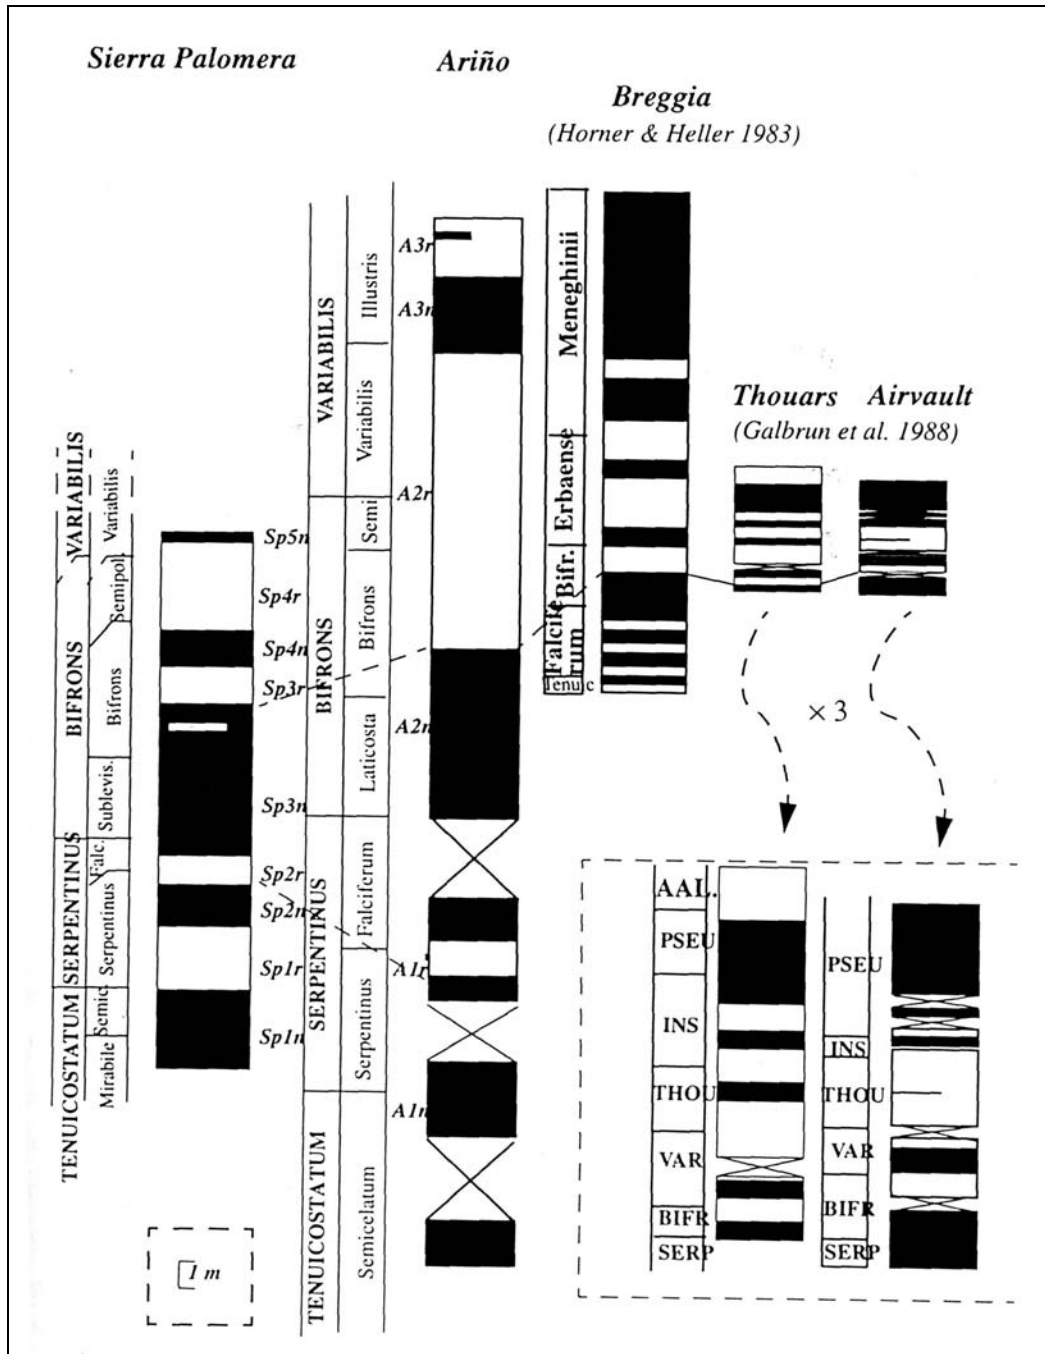 Sierra Palomera
Ariño
Breggia
(Horner & Heller 1983)
Thouars
Airvault
(Galbrun et al. 1988)
VARIABILIS
BIFRONS
SERPENTINUS
TENUICOSTATUM
Variabilis
Semipol.
Bifrons
Sublevis.
Falc.
Serpentinus
Semic.
Mirabile
Sp5n
Sp4r
Sp4n
Sp3r
Sp3n
Sp2r
Sp2n
Sp1r
Sp1n
VARIABILIS
BIFRONS
SERPENTINUS
TENUICOSTATUM
Illustris
Variabilis
Semi
Bifrons
Laticosta
Falciferum
Serpentinus
Semicelatum
A3r
A3n
A2r
A2n
A1r
A1n
Meneghinii
Erbaense
Bifr.
Falcife
rum
Tenuic
× 3
AAL.
PSEU
INS
THOU
VAR
BIFR
SERP
PSEU
INS
THOU
VAR
BIFR
SERP
1 m